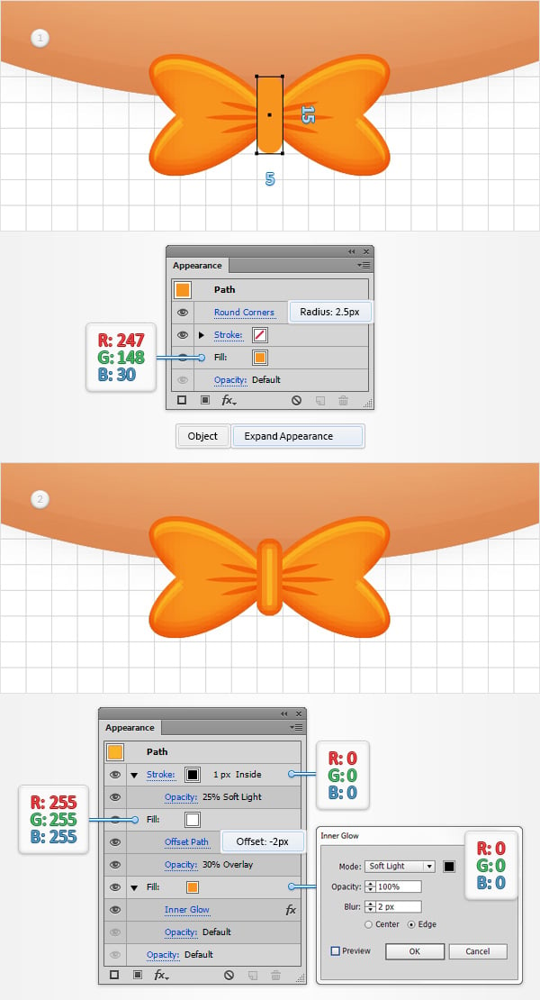 1
15
5
Appearance
Path
Round Corners
Radius: 2.5px
Stroke:
Fill:
Opacity: Default
fx
R: 247
G: 148
B: 30
Object
Expand Appearance
2
Appearance
Path
Stroke: 1 px Inside
Opacity: 25% Soft Light
Fill:
Offset Path
Offset: -2px
Opacity: 30% Overlay
Fill:
Inner Glow fx
Opacity: Default
Opacity: Default
fx
R: 255
G: 255
B: 255
R: 0
G: 0
B: 0
Inner Glow
Mode: Soft Light
Opacity: 100%
Blur: 2 px
Center Edge
Preview OK Cancel
R: 0
G: 0
B: 0